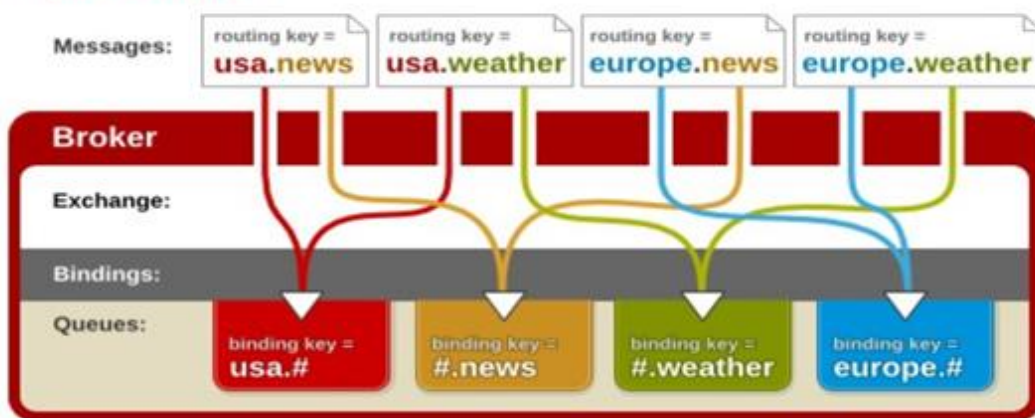 Messages:
routing key =
usa.news
routing key =
usa.weather
routing key =
europe.news
routing key =
europe.weather
Broker
Exchange:
Bindings:
Queues:
binding key =
usa.#
binding key =
#.news
binding key =
#.weather
binding key =
europe.#